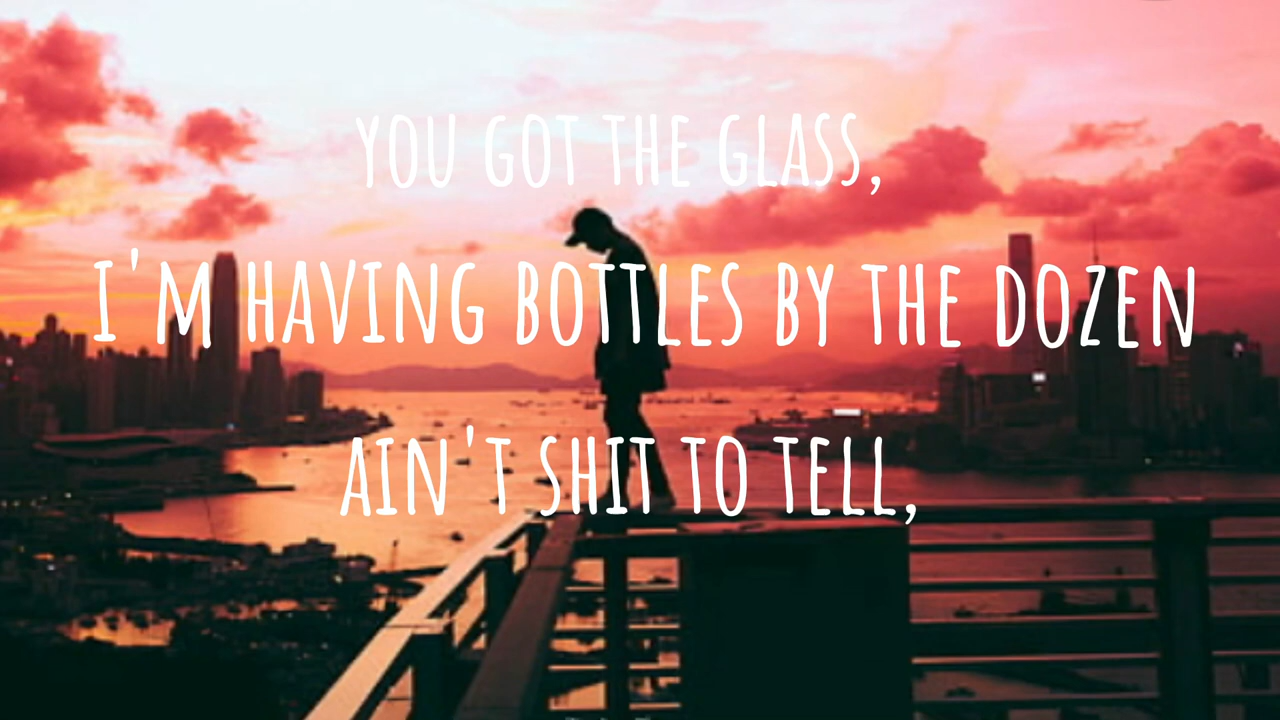 YOU GOT THE GLASS,
I'M HAVING BOTTLES BY THE DOZEN
AIN'T SHIT TO TELL,